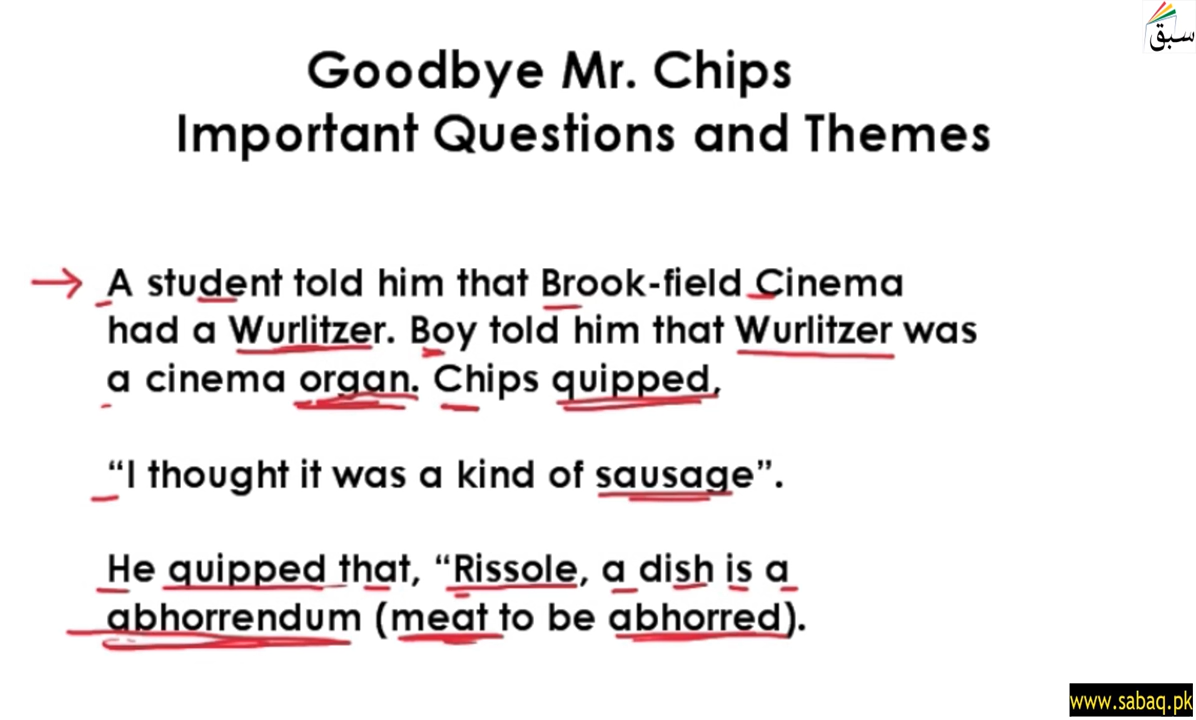 سبق
Goodbye Mr. Chips
Important Questions and Themes
A student told him that Brook-field Cinema
had a Wurlitzer. Boy told him that Wurlitzer was
a cinema organ. Chips quipped,
“I thought it was a kind of sausage”.
He quipped that, “Rissole, a dish is a
abhorrendum (meat to be abhorred).
www.sabaq.pk